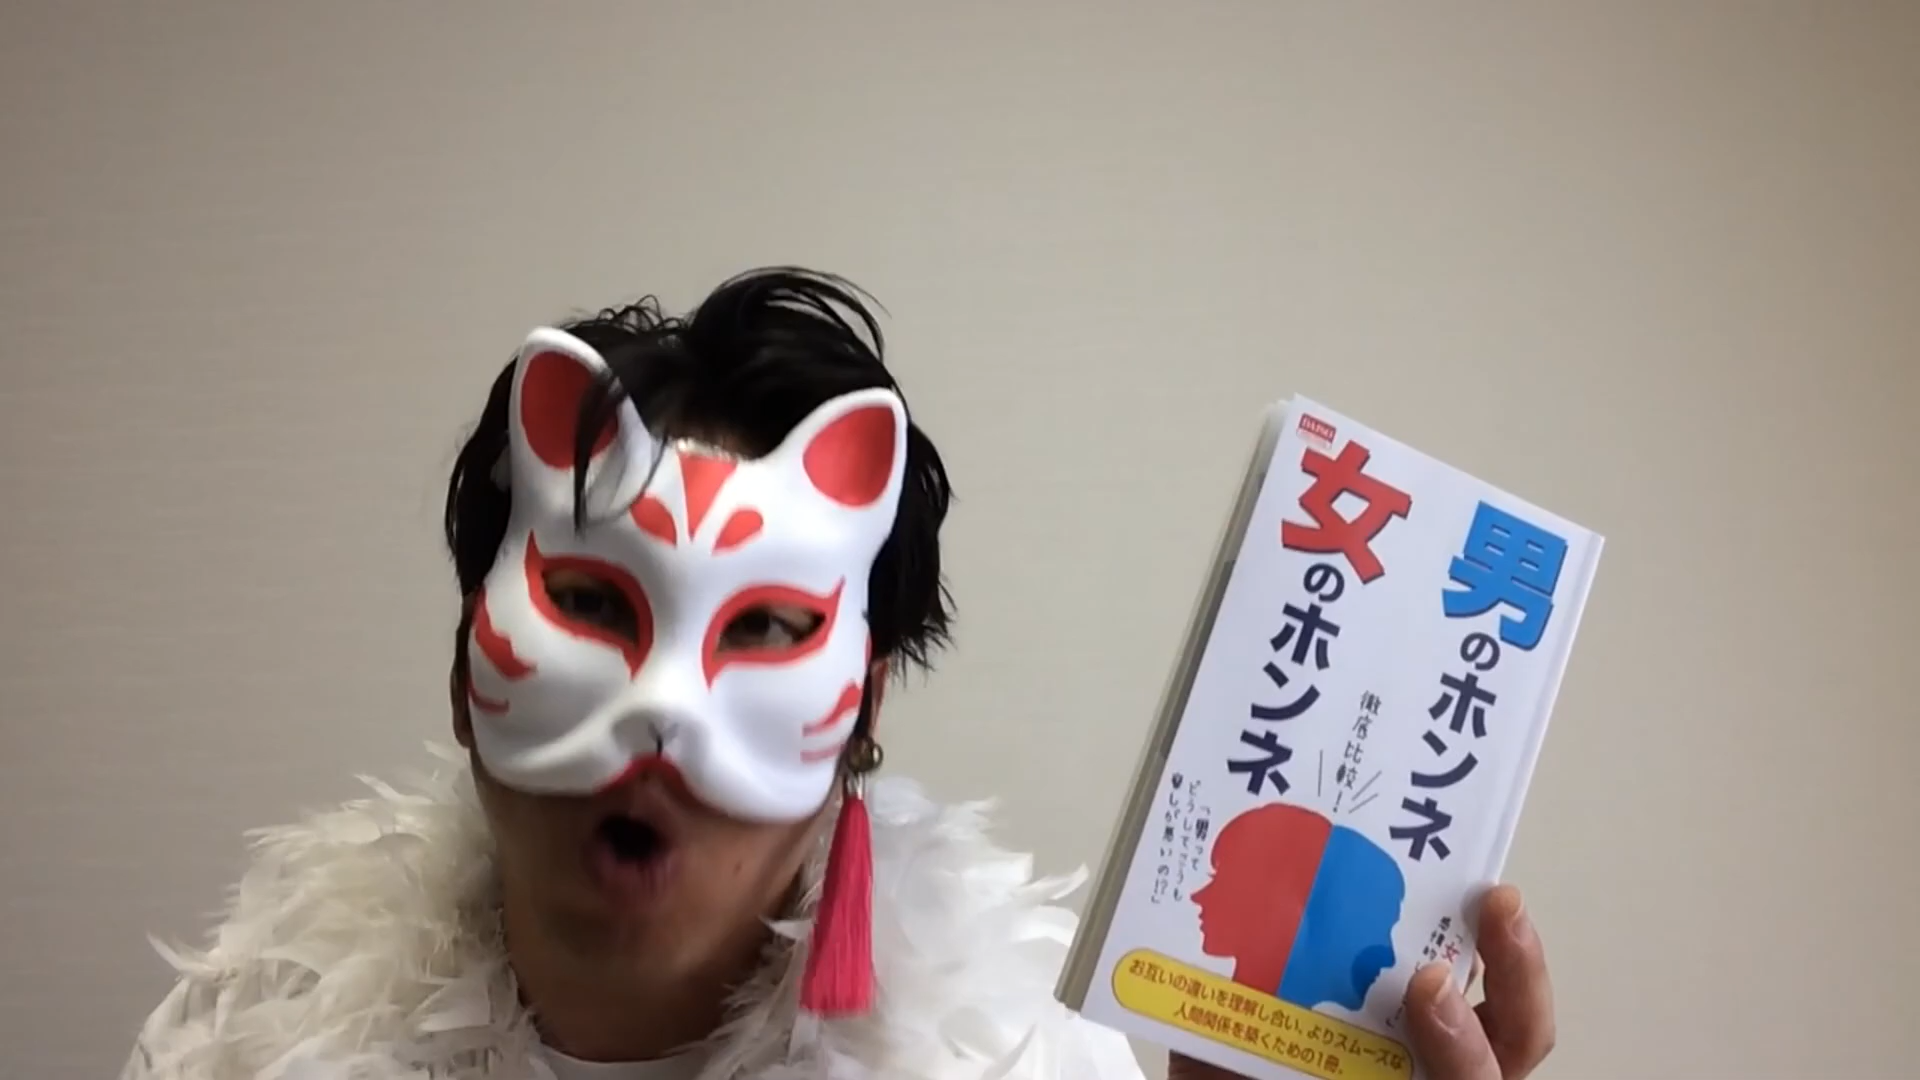 DAISO
男のホンネ
女のホンネ
徹底比較!
「男って
どうしてこうも
察しが悪いの!?」
お互いの違いを理解し合い、よりスムーズな
人間関係を築くための1冊。